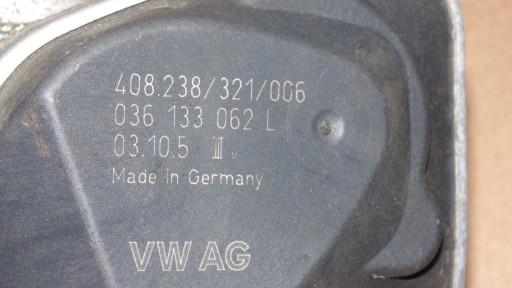 408.238/321/006
036 133 062 L
03.10.5 III
Made in Germany
VW AG